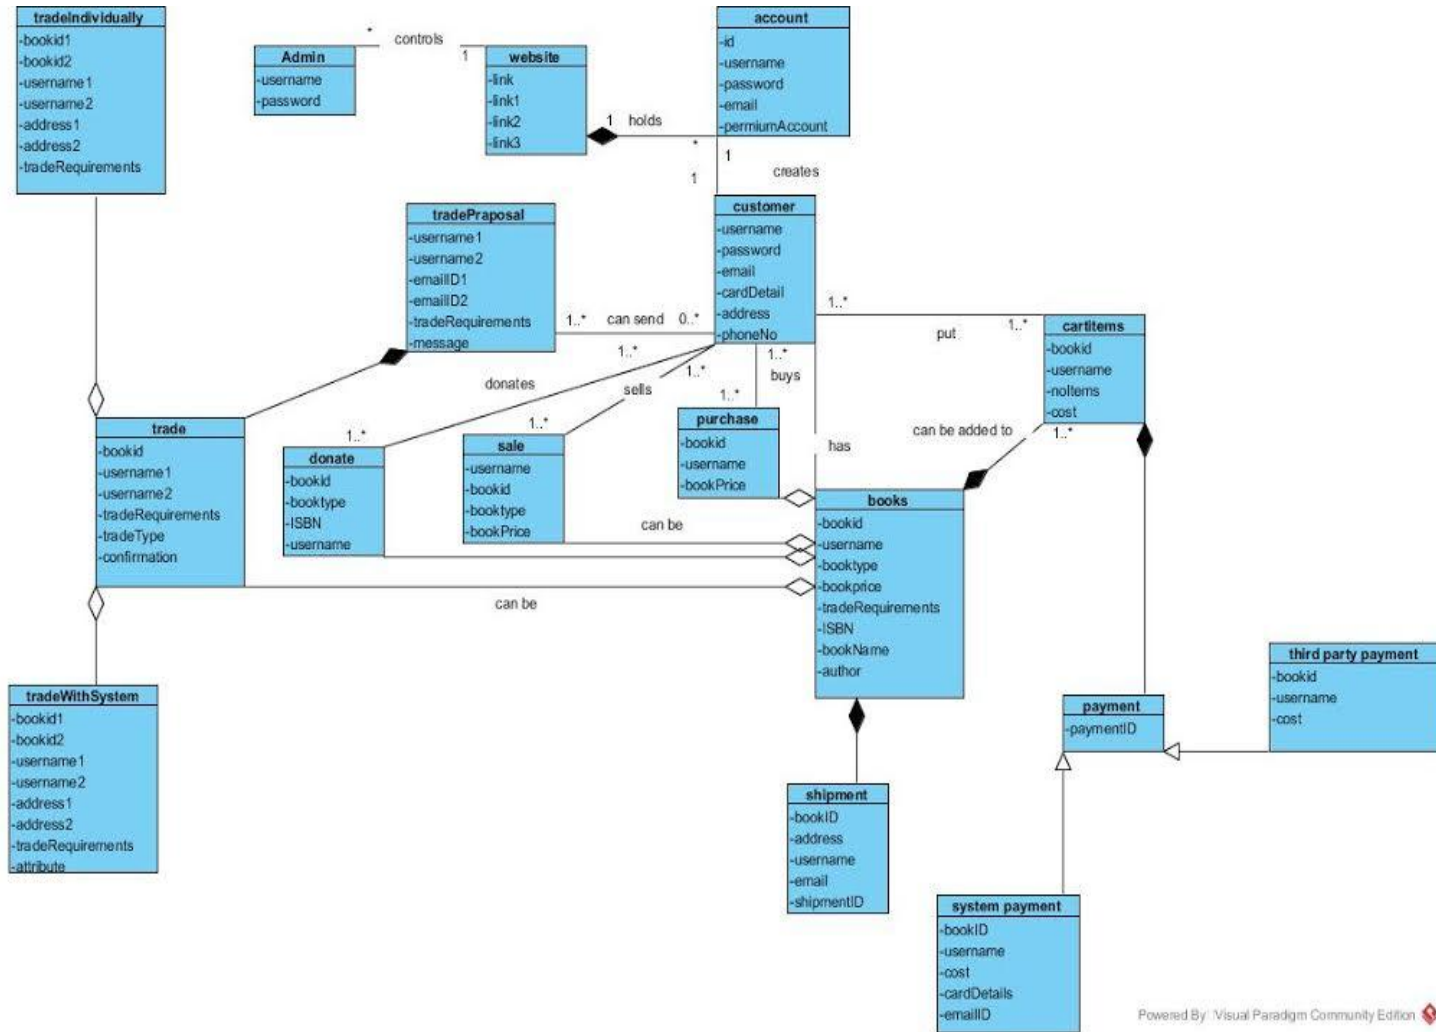 tradeIndividually
-bookid1
-bookid2
-username1
-username2
-address1
-address2
-tradeRequirements
*
controls
1
Admin
-username
-password
website
-link
-link1
-link2
-link3
1
holds
*
account
-id
-username
-password
-email
-permiumAccount
1
1
creates
tradePraposal
-username1
-username2
-emailID1
-emailID2
-tradeRequirements
-message
customer
-username
-password
-email
-cardDetail
-address
-phoneNo
1..*
can send
0..*
1..*
put
1..*
cartItems
-bookid
-username
-noItems
-cost
1..*
donates
1..*
1..*
sells
1..*
1..*
buys
1..*
can be added to
1..*
has
trade
-bookid
-username1
-username2
-tradeRequirements
-tradeType
-confirmation
donate
-bookid
-booktype
-ISBN
-username
sale
-username
-bookid
-booktype
-bookPrice
purchase
-bookid
-username
-bookPrice
can be
can be
books
-bookid
-username
-booktype
-bookprice
-tradeRequirements
-ISBN
-bookName
-author
tradeWithSystem
-bookid1
-bookid2
-username1
-username2
-address1
-address2
-tradeRequirements
-attribute
payment
-paymentID
third party payment
-bookid
-username
-cost
shipment
-bookID
-address
-username
-email
-shipmentID
system payment
-bookID
-username
-cost
-cardDetails
-emailID
Powered By Visual Paradigm Community Edition